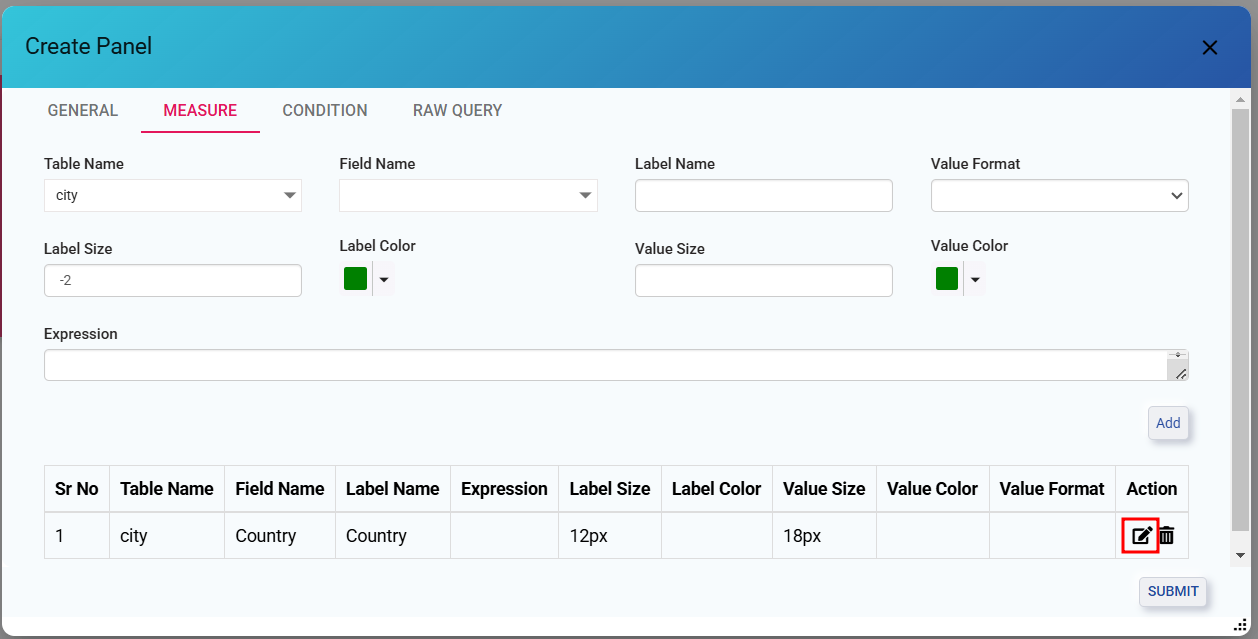 Create Panel
GENERAL MEASURE CONDITION RAW QUERY
Table Name Field Name Label Name Value Format
city
Label Size Label Color Value Size Value Color
-2
Expression
Add
Sr No Table Name Field Name Label Name Expression Label Size Label Color Value Size Value Color Value Format Action
1 city Country Country 12px 18px
SUBMIT